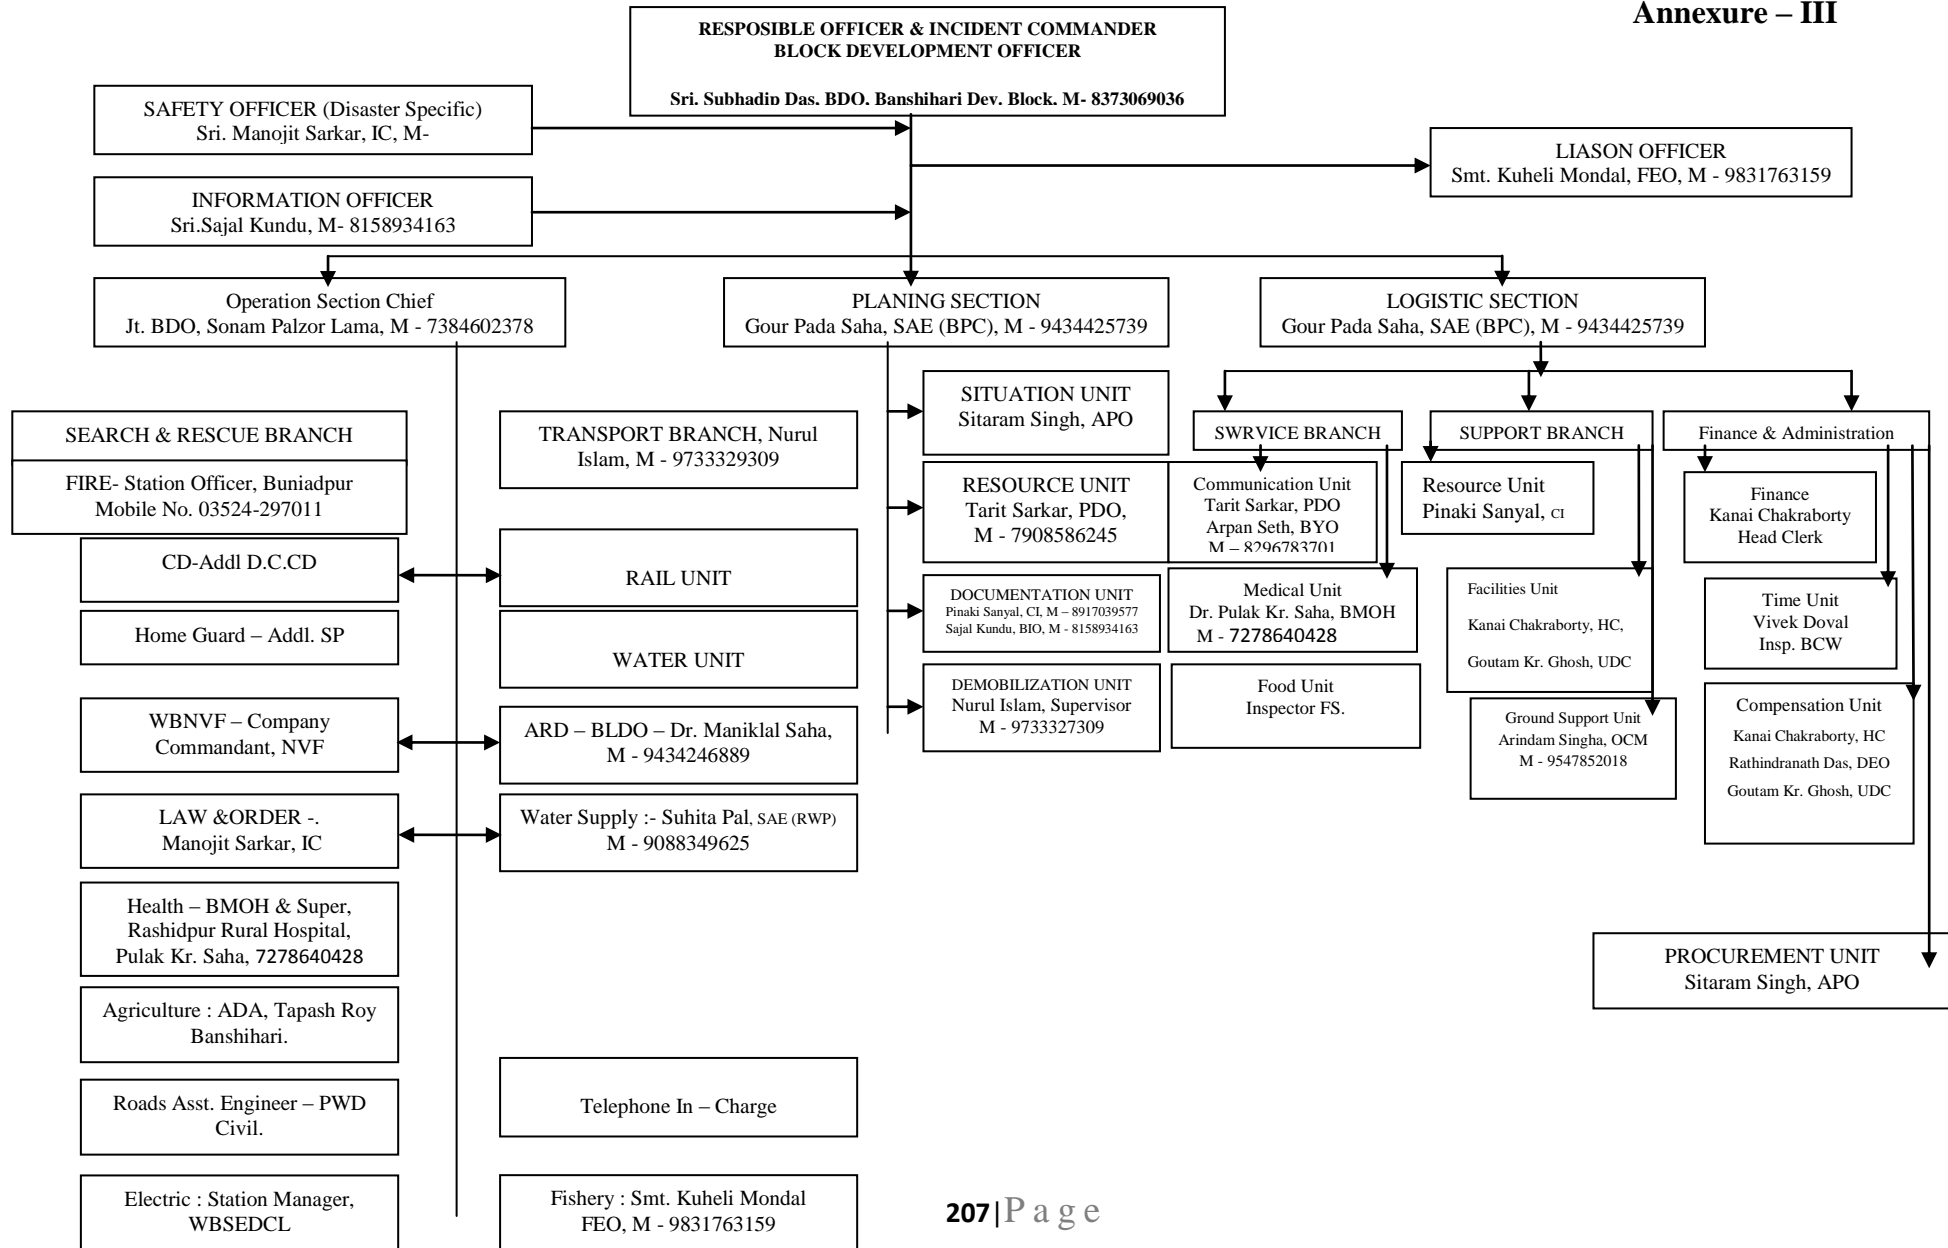 Annexure – III
RESPOSIBLE OFFICER & INCIDENT COMMANDER
BLOCK DEVELOPMENT OFFICER
Sri. Subhadip Das, BDO, Banshihari Dev. Block, M- 8373069036
SAFETY OFFICER (Disaster Specific)
Sri. Manojit Sarkar, IC, M-
LIASON OFFICER
Smt. Kuheli Mondal, FEO, M - 9831763159
INFORMATION OFFICER
Sri.Sajal Kundu, M- 8158934163
Operation Section Chief
Jt. BDO, Sonam Palzor Lama, M - 7384602378
PLANING SECTION
Gour Pada Saha, SAE (BPC), M - 9434425739
LOGISTIC SECTION
Gour Pada Saha, SAE (BPC), M - 9434425739
SEARCH & RESCUE BRANCH
FIRE- Station Officer, Buniadpur
Mobile No. 03524-297011
CD-Addl D.C.CD
Home Guard – Addl. SP
WBNVF – Company
Commandant, NVF
LAW &ORDER -.
Manojit Sarkar, IC
Health – BMOH & Super,
Rashidpur Rural Hospital,
Pulak Kr. Saha, 7278640428
Agriculture : ADA, Tapash Roy
Banshihari.
Roads Asst. Engineer – PWD
Civil.
Electric : Station Manager,
WBSEDCL
TRANSPORT BRANCH, Nurul
Islam, M - 9733329309
RAIL UNIT
WATER UNIT
ARD – BLDO – Dr. Maniklal Saha,
M - 9434246889
Water Supply :- Suhita Pal, SAE (RWP)
M - 9088349625
Telephone In – Charge
Fishery : Smt. Kuheli Mondal
FEO, M - 9831763159
SITUATION UNIT
Sitaram Singh, APO
RESOURCE UNIT
Tarit Sarkar, PDO,
M - 7908586245
DOCUMENTATION UNIT
Pinaki Sanyal, CI, M – 8917039577
Sajal Kundu, BIO, M - 8158934163
DEMOBILIZATION UNIT
Nurul Islam, Supervisor
M - 9733327309
SWRVICE BRANCH
Communication Unit
Tarit Sarkar, PDO
Arpan Seth, BYO
M – 8296783701
Medical Unit
Dr. Pulak Kr. Saha, BMOH
M - 7278640428
Food Unit
Inspector FS.
SUPPORT BRANCH
Resource Unit
Pinaki Sanyal, CI
Facilities Unit
Kanai Chakraborty, HC,
Goutam Kr. Ghosh, UDC
Ground Support Unit
Arindam Singha, OCM
M - 9547852018
Finance & Administration
Finance
Kanai Chakraborty
Head Clerk
Time Unit
Vivek Doval
Insp. BCW
Compensation Unit
Kanai Chakraborty, HC
Rathindranath Das, DEO
Goutam Kr. Ghosh, UDC
PROCUREMENT UNIT
Sitaram Singh, APO
207|Page